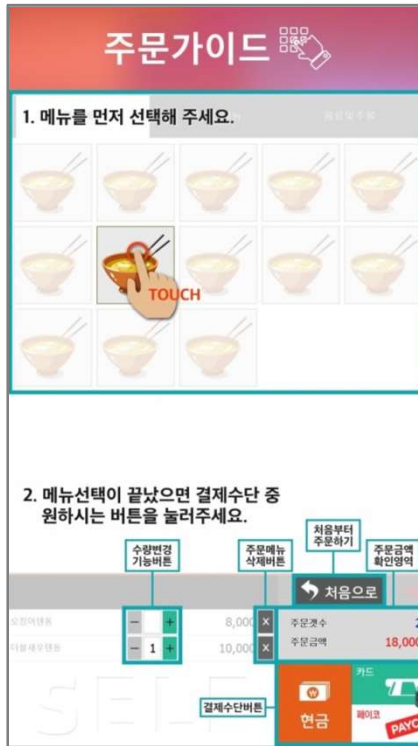 주문가이드
1. 메뉴를 먼저 선택해 주세요.
TOUCH
2. 메뉴선택이 끝났으면 결제수단 중
원하시는 버튼을 눌러주세요.
처음부터
주문하기
수량변경
기능버튼
주문메뉴
삭제버튼
주문금액
확인영역
처음으로
- + 8,000 X 주문갯수 2
- 1 + 10,000 X 주문금액 18,000
카드
결제수단버튼
현금
페이코
PAYC
SELF